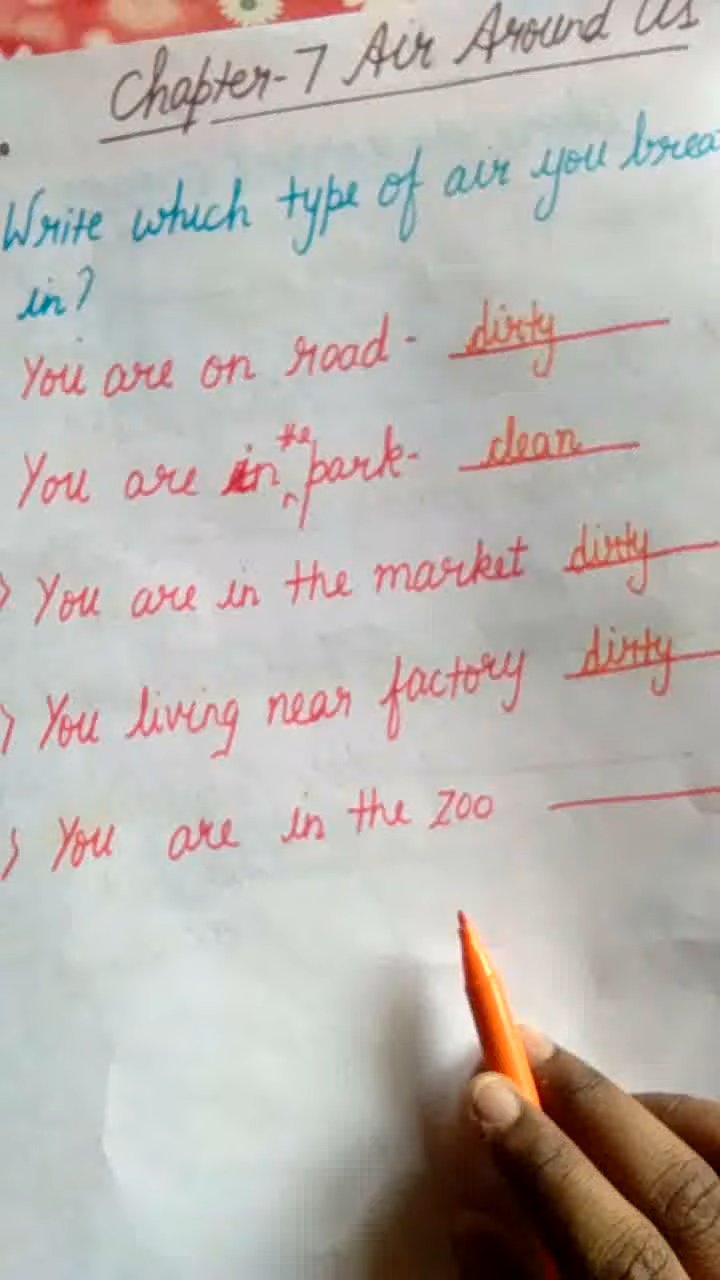 Chapter-7 Air Around Us
Write which type of air you brea
in?
You are on road - dirty
You are in the park- clean
You are in the market dirty
You living near factory dirty
You are in the zoo